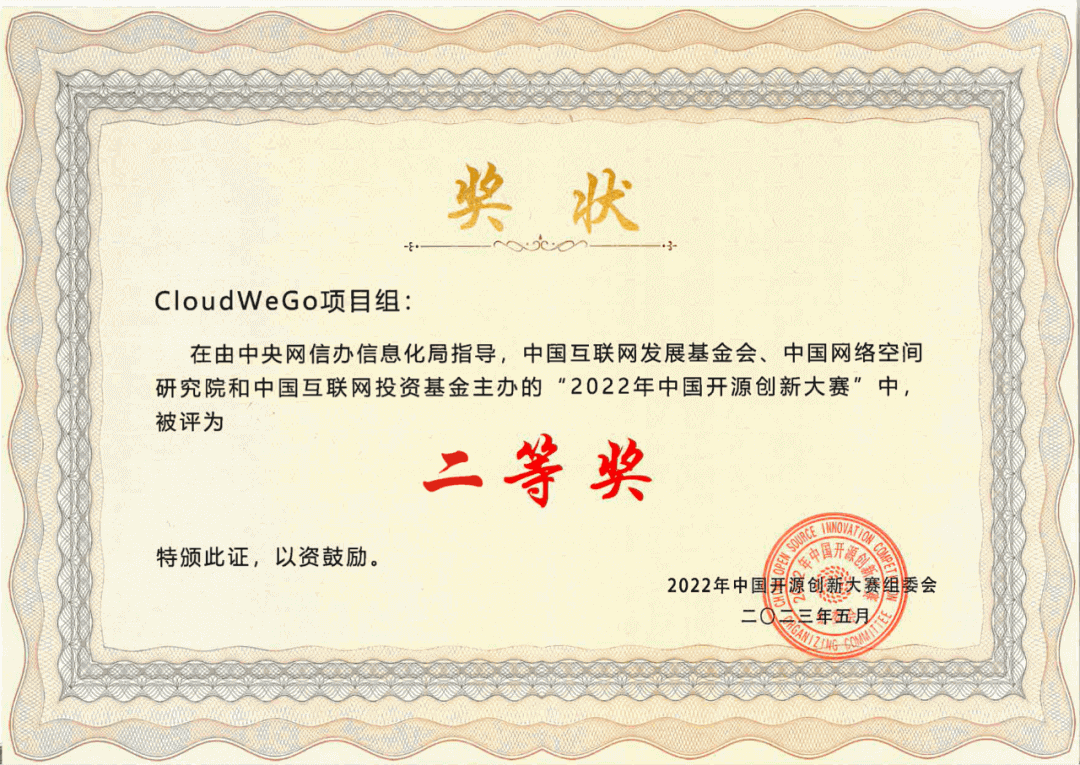 奖状
CloudWeGo项目组：
在由中央网信办信息化局指导，中国互联网发展基金会、中国网络空间
研究院和中国互联网投资基金主办的“2022年中国开源创新大赛”中，
被评为
二等奖
特颁此证，以资鼓励。
2022年中国开源创新大赛组委会
二〇二三年五月
CHINA OPEN SOURCE INNOVATION COMPETITION
2022年中国开源创新大赛
组委会
ORGANIZING COMMITTEE